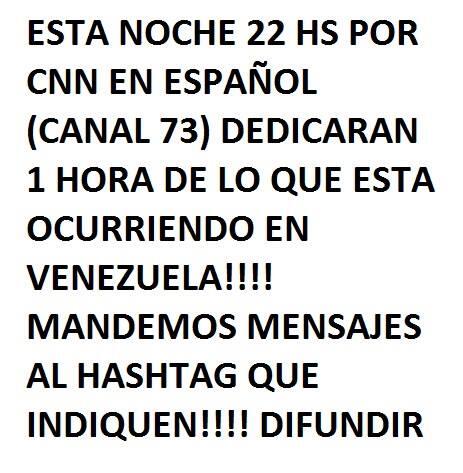 ESTA NOCHE 22 HS POR
CNN EN ESPAÑOL
(CANAL 73) DEDICARAN
1 HORA DE LO QUE ESTA
OCURRIENDO EN
VENEZUELA!!!!
MANDEMOS MENSAJES
AL HASHTAG QUE
INDIQUEN!!!! DIFUNDIR